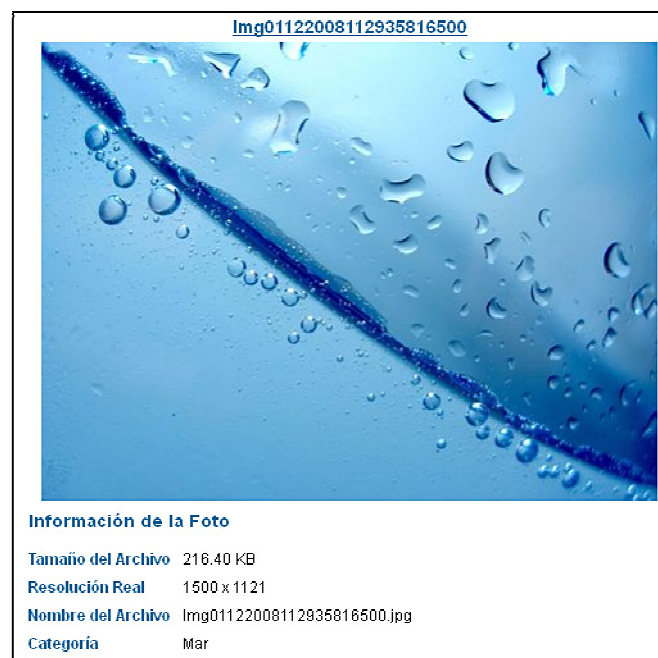 Img01122008112935816500
Información de la Foto
Tamaño del Archivo 216.40 KB
Resolución Real 1500 x 1121
Nombre del Archivo Img01122008112935816500.jpg
Categoría Mar